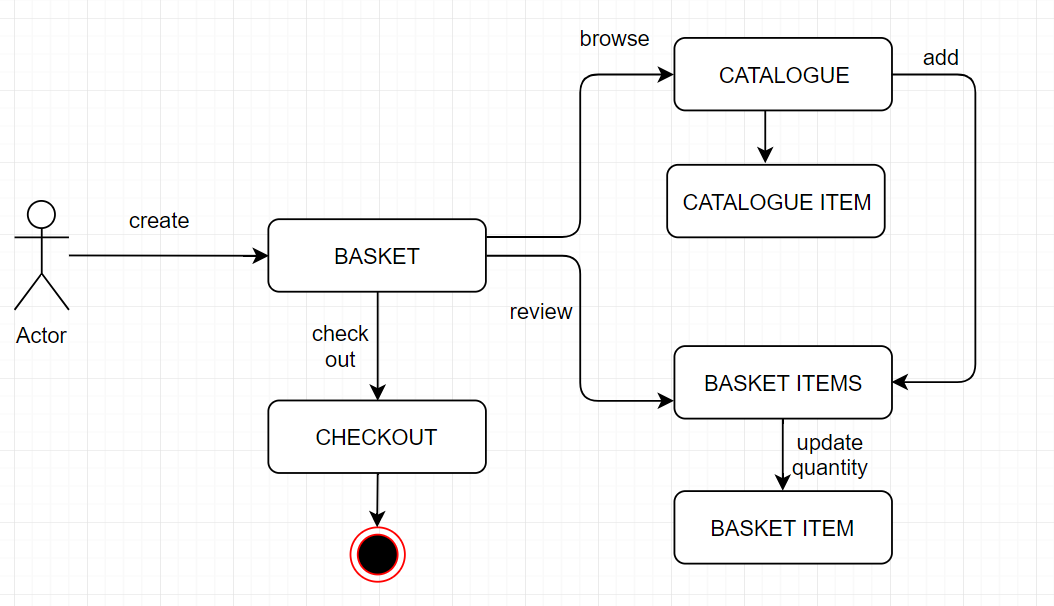 browse
CATALOGUE
add
CATALOGUE ITEM
create
BASKET
Actor
review
check
out
BASKET ITEMS
CHECKOUT
update
quantity
BASKET ITEM